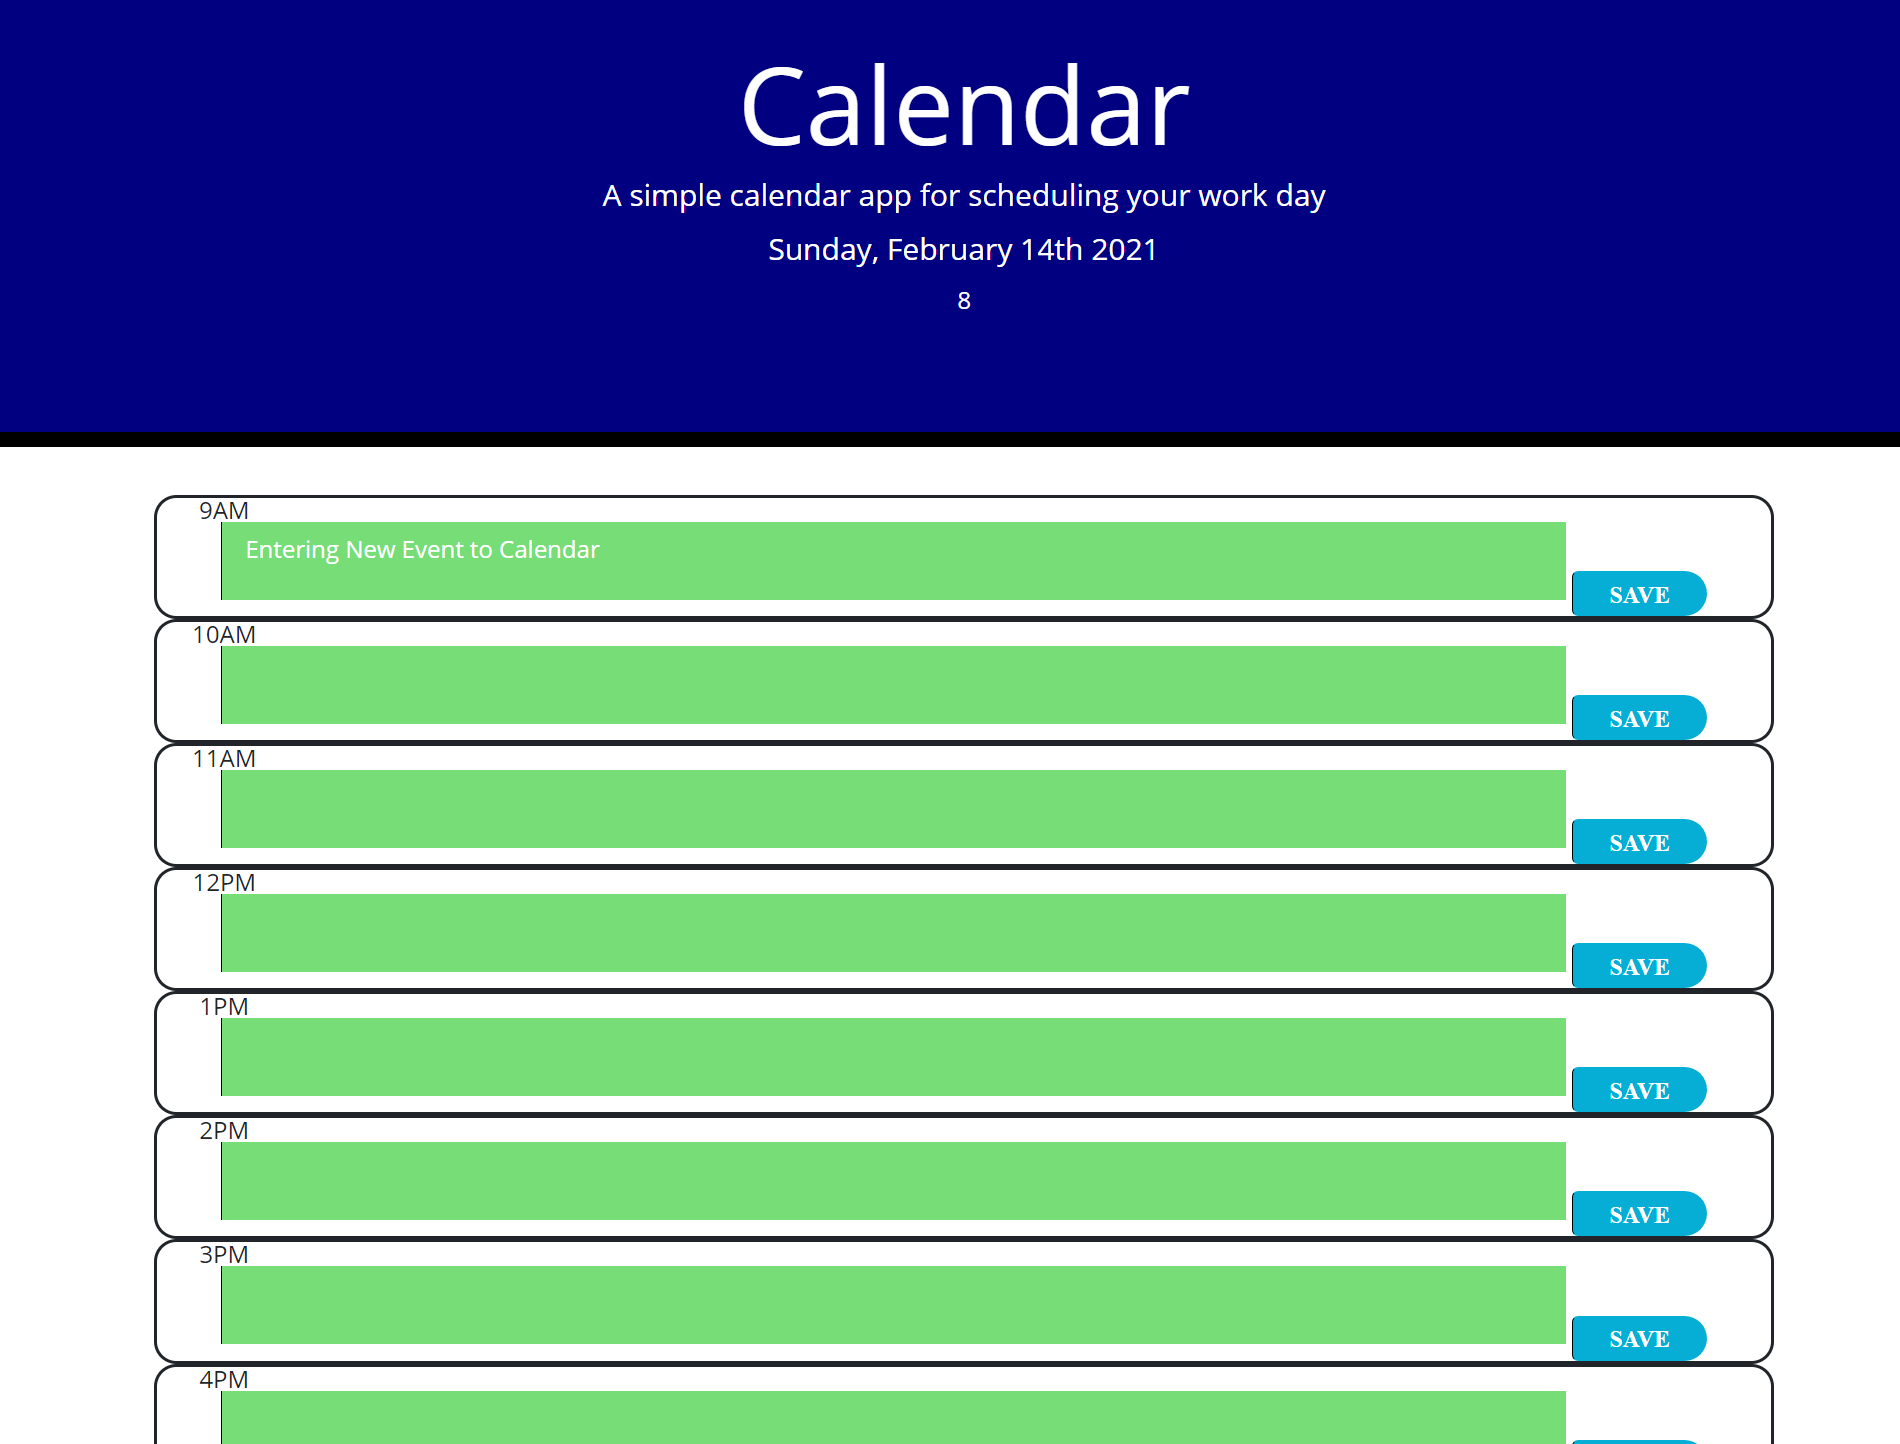 Calendar
A simple calendar app for scheduling your work day
Sunday, February 14th 2021
8
9AM
Entering New Event to Calendar
SAVE
10AM
SAVE
11AM
SAVE
12PM
SAVE
1PM
SAVE
2PM
SAVE
3PM
SAVE
4PM